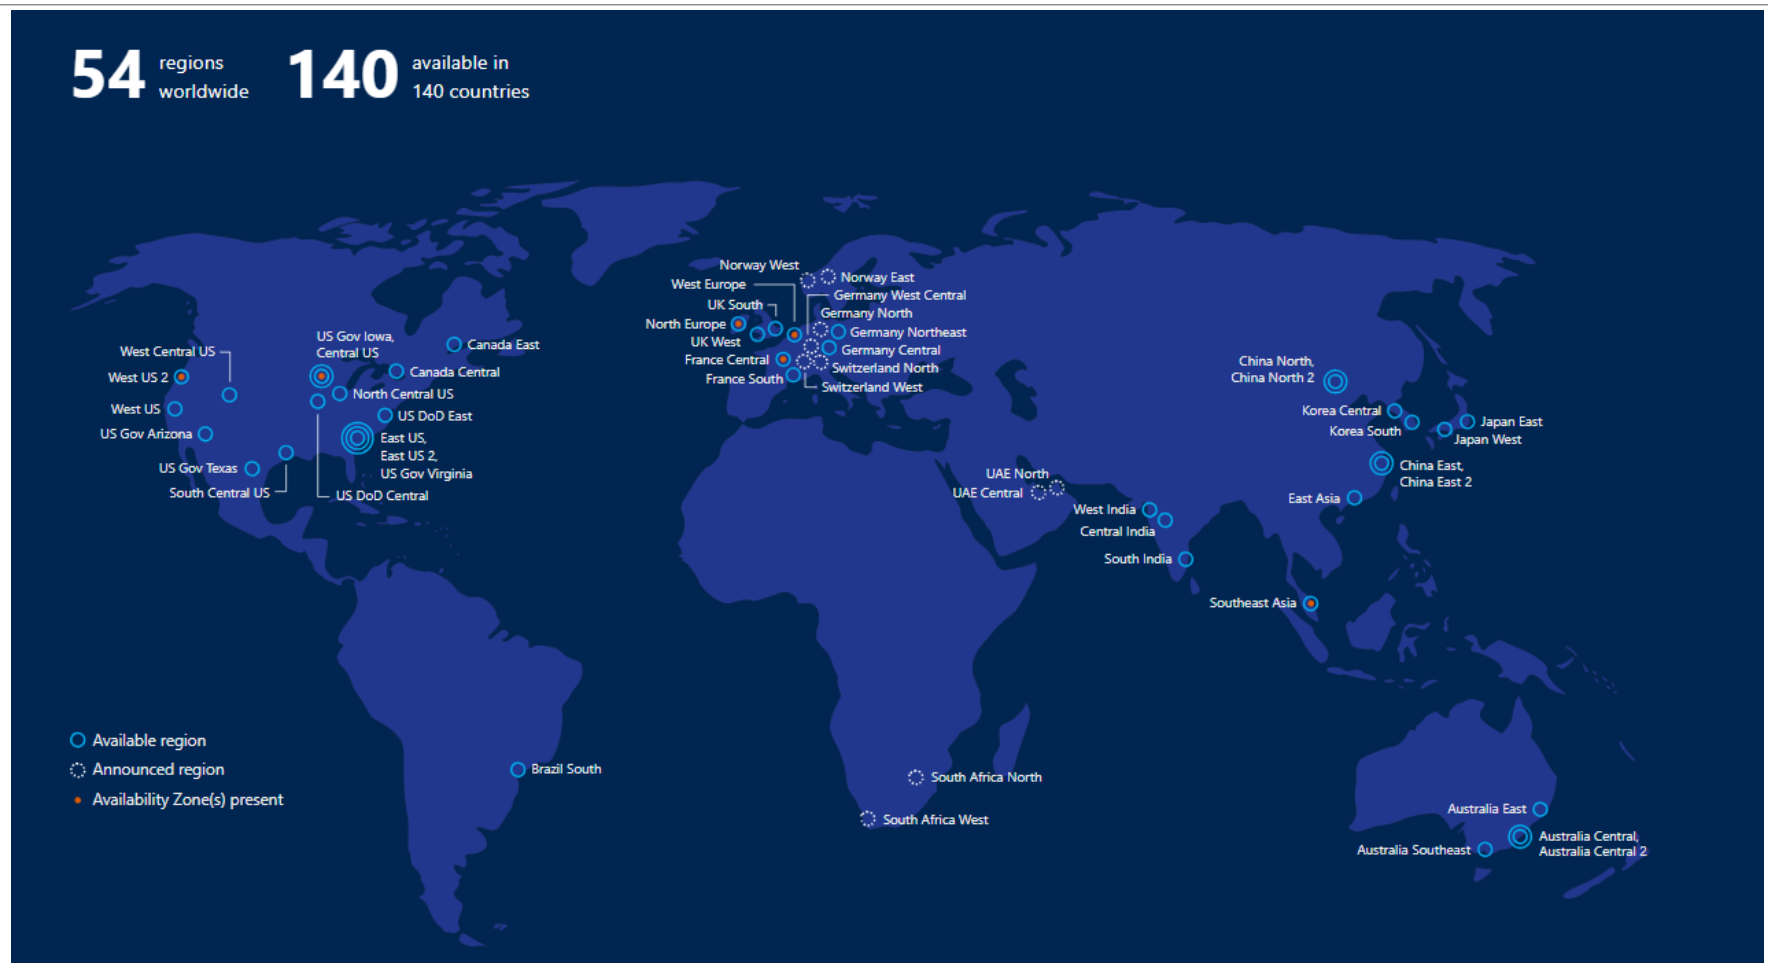 54 regions worldwide
140 available in 140 countries
Norway West
Norway East
West Europe
Germany West Central
UK South
Germany North
North Europe
Germany Northeast
UK West
Germany Central
France Central
Switzerland North
France South
Switzerland West
US Gov Iowa,
Central US
Canada East
West Central US
Canada Central
West US 2
North Central US
West US
US DoD East
US Gov Arizona
East US,
East US 2,
US Gov Virginia
US Gov Texas
South Central US
US DoD Central
China North,
China North 2
Korea Central
Korea South
Japan East
Japan West
China East,
China East 2
East Asia
UAE North
UAE Central
West India
Central India
South India
Southeast Asia
Available region
Announced region
Availability Zone(s) present
Brazil South
South Africa North
South Africa West
Australia East
Australia Central,
Australia Central 2
Australia Southeast